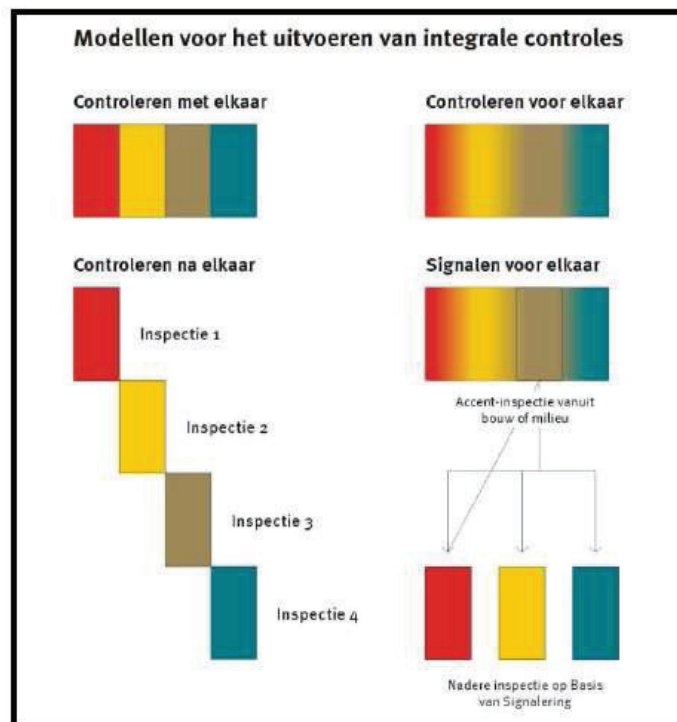 Modellen voor het uitvoeren van integrale controles
Controleren met elkaar
Controleren voor elkaar
Controleren na elkaar
Inspectie 1
Inspectie 2
Inspectie 3
Inspectie 4
Signalen voor elkaar
Accent-inspectie vanuit
bouw of milieu
Nadere inspectie op Basis
van Signalering